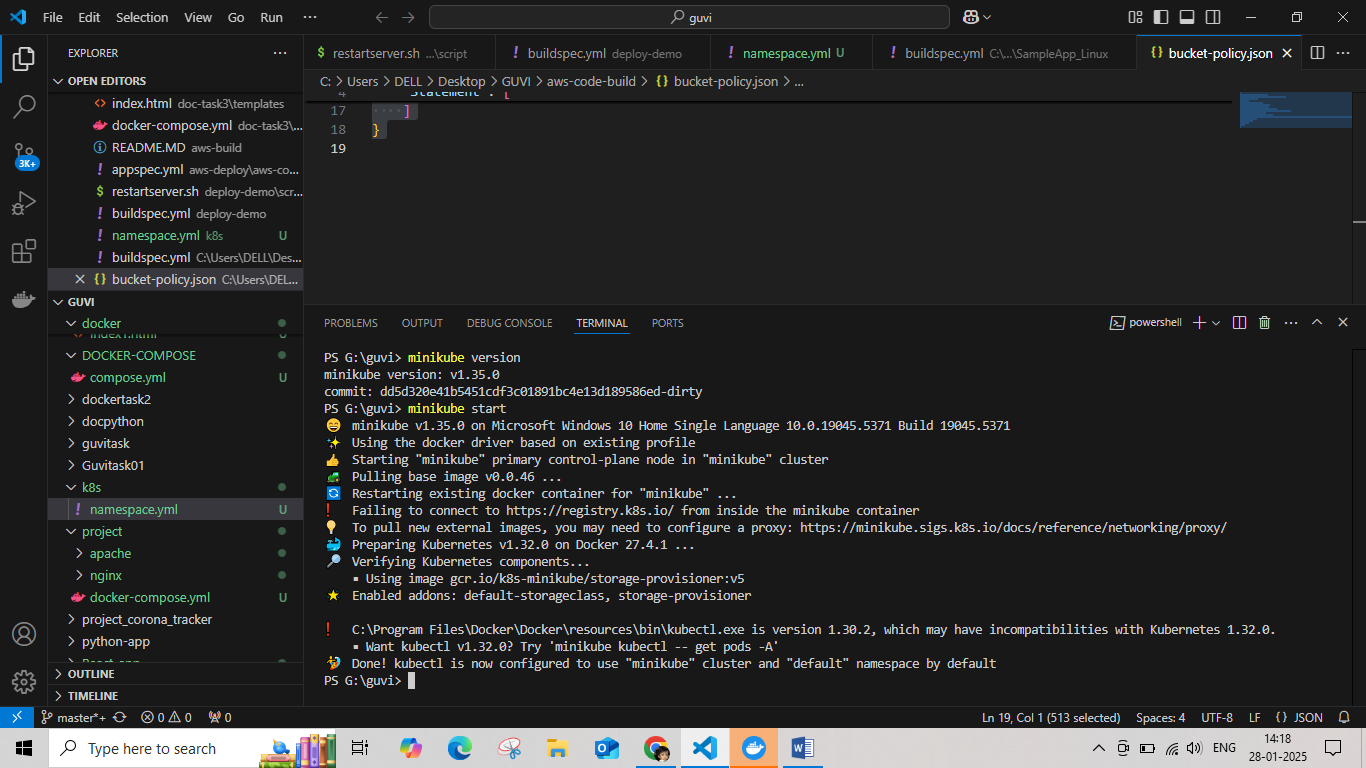 File Edit Selection View Go Run ···
guvi
EXPLORER ···
OPEN EDITORS
index.html doc-task3\templates
docker-compose.yml doc-task3\...
README.MD aws-build
appspec.yml aws-deploy\aws-co...
restartserver.sh deploy-demo\scr...
buildspec.yml deploy-demo
namespace.yml k8s U
buildspec.yml C:\Users\DELL\Des...
bucket-policy.json C:\Users\DEL...
GUVI
docker
index1.html U
DOCKER-COMPOSE
compose.yml U
dockertask2
docpython
guvitask
Guvitask01
k8s
namespace.yml U
project
apache
nginx
docker-compose.yml U
project_corona_tracker
python-app
React-app
OUTLINE
TIMELINE
3K+
restartserver.sh ...\script
buildspec.yml deploy-demo
namespace.yml U
buildspec.yml C:\...\SampleApp_Linux
bucket-policy.json
C: > Users > DELL > Desktop > GUVI > aws-code-build > {} bucket-policy.json > ...
4 "Statement": [
17 ]
18 }
19
PROBLEMS OUTPUT DEBUG CONSOLE TERMINAL PORTS
powershell
PS G:\guvi> minikube version
minikube version: v1.35.0
commit: dd5d320e41b5451cdf3c01891bc4e13d189586ed-dirty
PS G:\guvi> minikube start
minikube v1.35.0 on Microsoft Windows 10 Home Single Language 10.0.19045.5371 Build 19045.5371
Using the docker driver based on existing profile
Starting "minikube" primary control-plane node in "minikube" cluster
Pulling base image v0.0.46 ...
Restarting existing docker container for "minikube" ...
Failing to connect to https://registry.k8s.io/ from inside the minikube container
To pull new external images, you may need to configure a proxy: https://minikube.sigs.k8s.io/docs/reference/networking/proxy/
Preparing Kubernetes v1.32.0 on Docker 27.4.1 ...
Verifying Kubernetes components...
▪ Using image gcr.io/k8s-minikube/storage-provisioner:v5
Enabled addons: default-storageclass, storage-provisioner
C:\Program Files\Docker\Docker\resources\bin\kubectl.exe is version 1.30.2, which may have incompatibilities with Kubernetes 1.32.0.
▪ Want kubectl v1.32.0? Try 'minikube kubectl -- get pods -A'
Done! kubectl is now configured to use "minikube" cluster and "default" namespace by default
PS G:\guvi>
master*+ 0 0 0
Ln 19, Col 1 (513 selected) Spaces: 4 UTF-8 LF {} JSON
Type here to search
ENG
14:18
28-01-2025